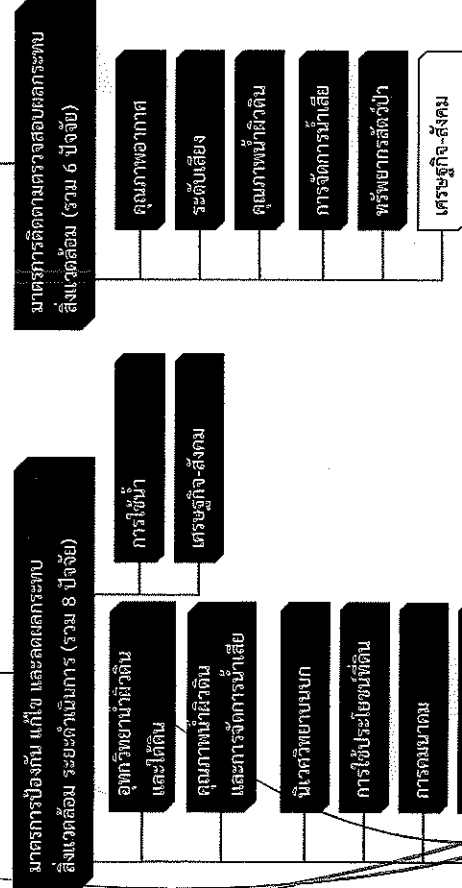 มาตรการป้องกัน แก้ไข และลดผลกระทบ
สิ่งแวดล้อม ระยะดำเนินการ (รวม 8 ปัจจัย)
อุทกวิทยาน้ำผิวดิน
และใต้ดิน
คุณภาพน้ำผิวดิน
และการจัดการน้ำเสีย
นิเวศวิทยาบนบก
การใช้ประโยชน์ที่ดิน
การคมนาคม
การใช้น้ำ
เศรษฐกิจ-สังคม
มาตรการติดตามตรวจสอบผลกระทบ
สิ่งแวดล้อม (รวม 6 ปัจจัย)
คุณภาพอากาศ
ระดับเสียง
คุณภาพน้ำผิวดิน
การจัดการน้ำเสีย
ทรัพยากรสัตว์ป่า
เศรษฐกิจ-สังคม